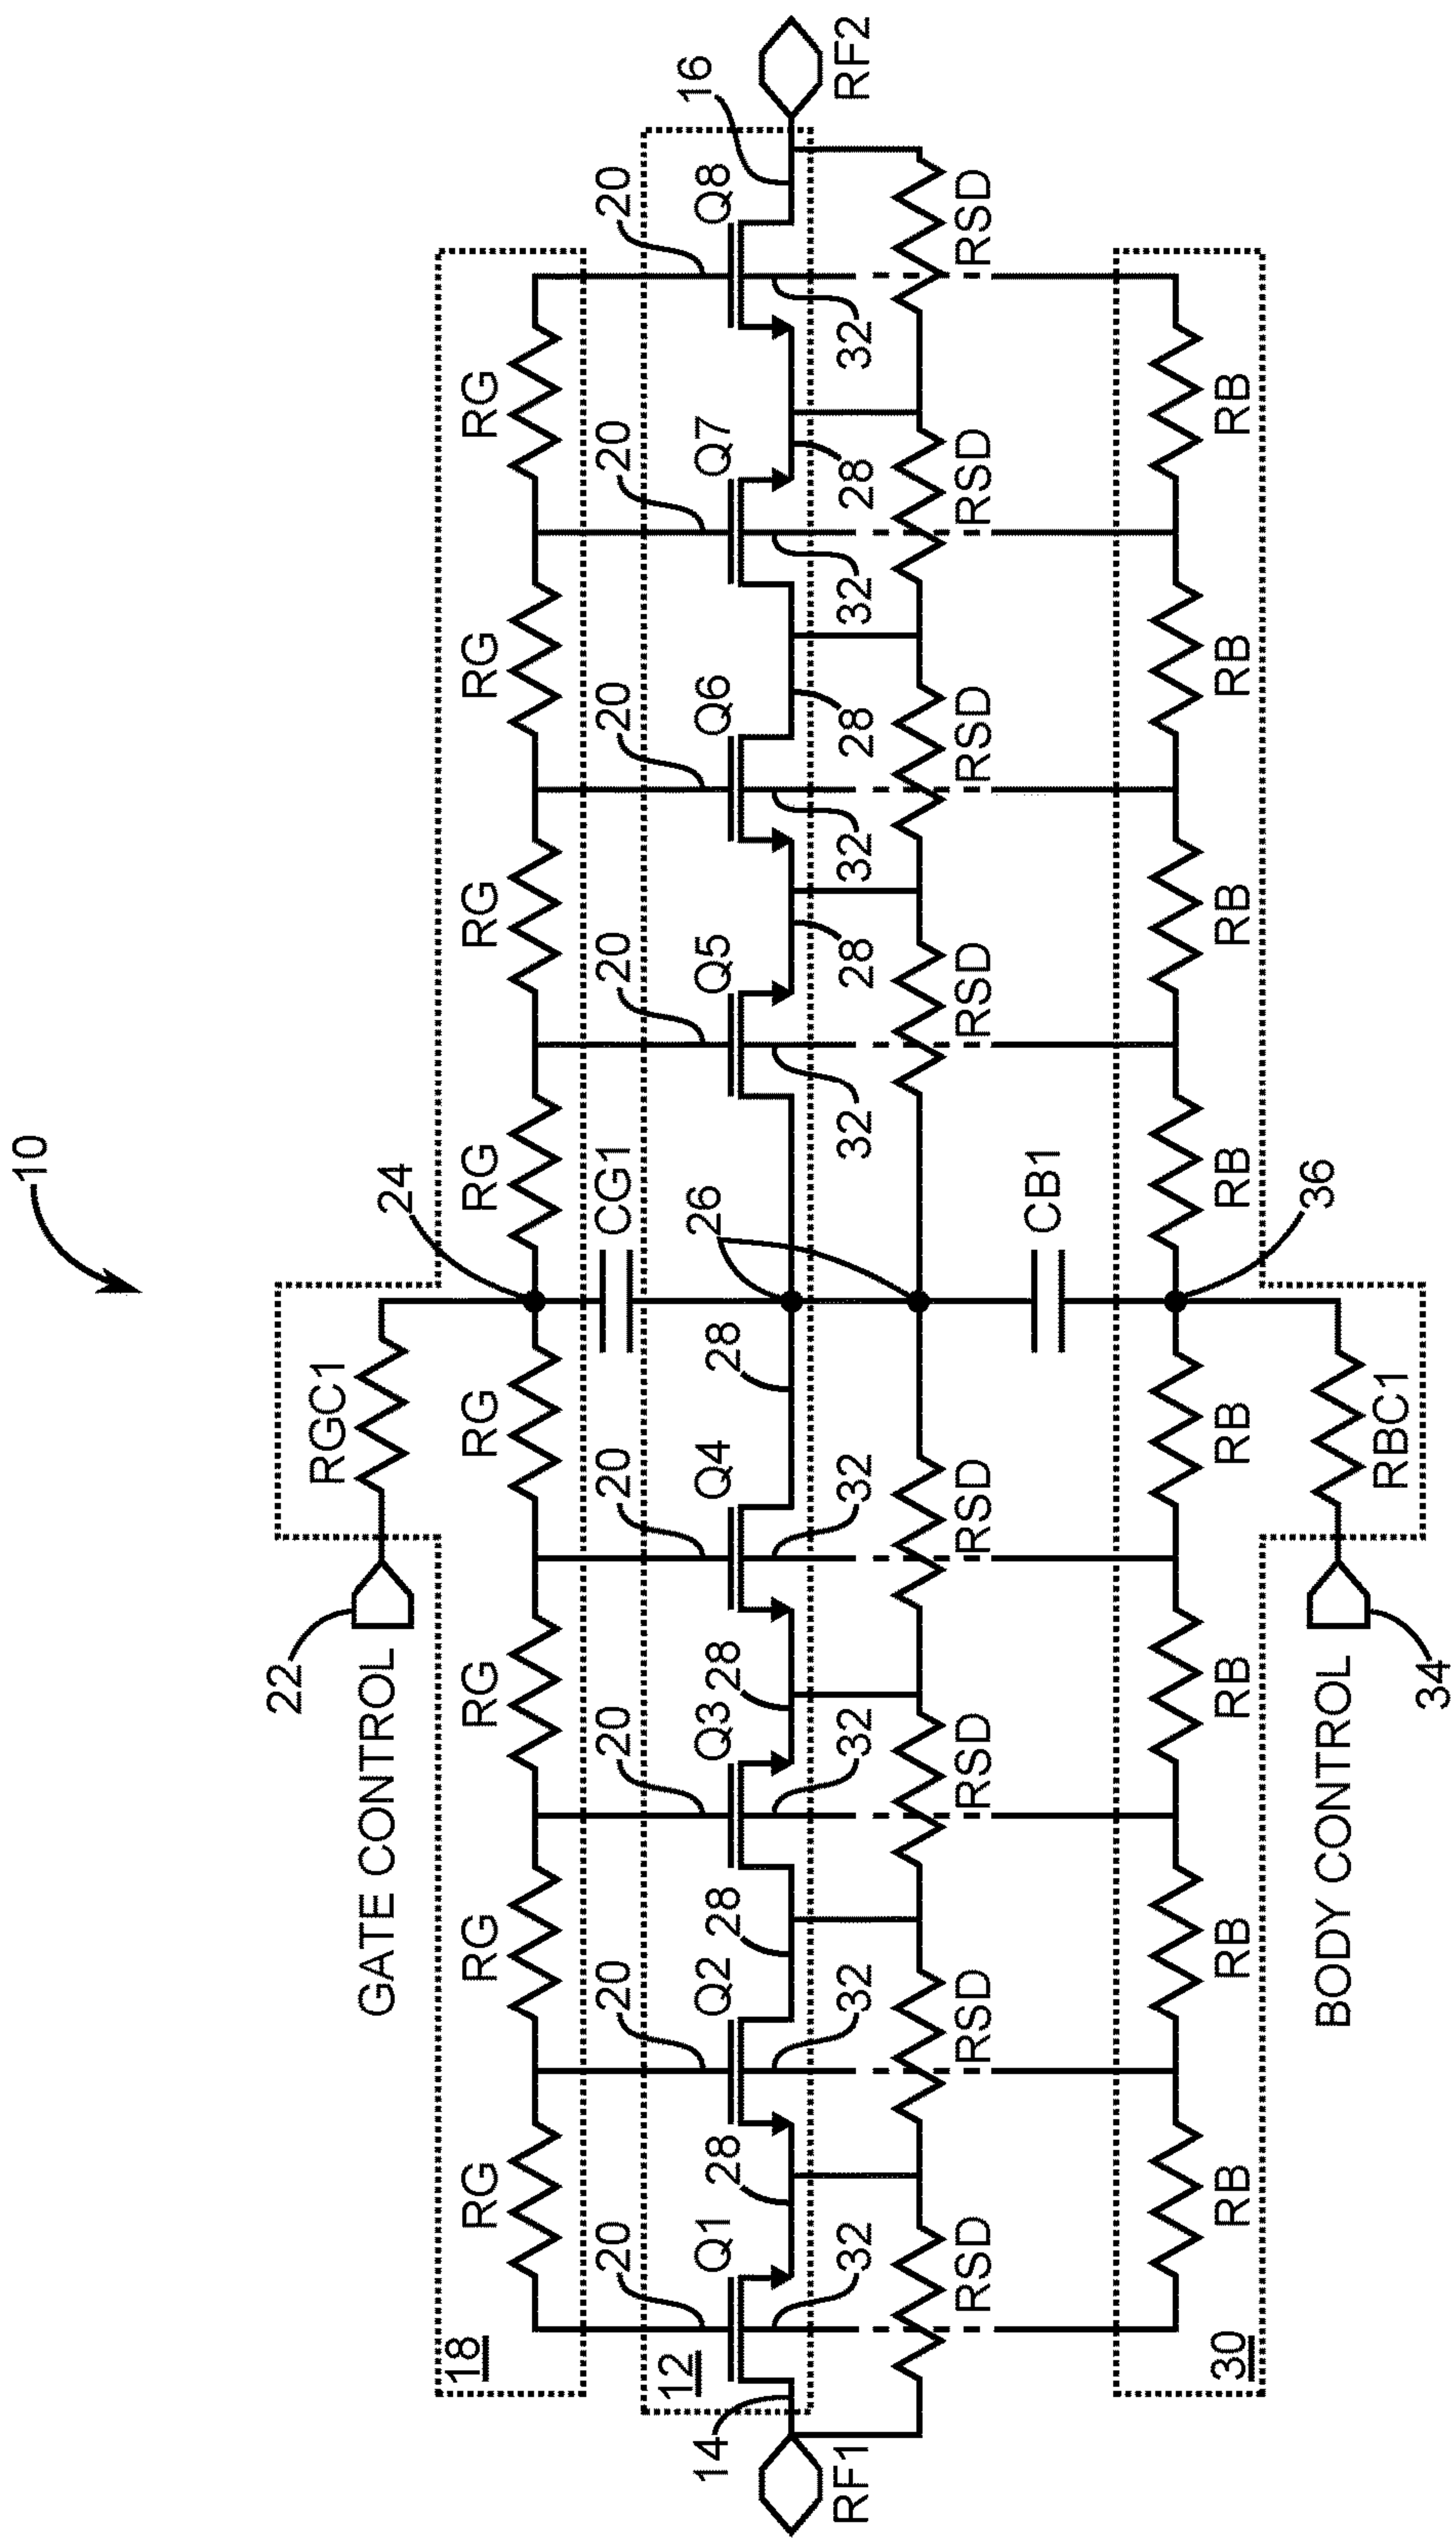 10
22
RGC1
GATE CONTROL
24
18
RG RG RG RG RG RG RG RG
20 20 20 20 CG1 20 20 20 20
12
14 Q1 28 Q2 28 Q3 28 Q4 28 26 Q5 Q6 Q7 Q8 16
RF1 32 32 32 32 32 28 32 28 32 28 32 RF2
RSD RSD RSD RSD RSD RSD RSD RSD
CB1
30
RB RB RB RB RB RB RB RB
36
BODY CONTROL
RBC1
34